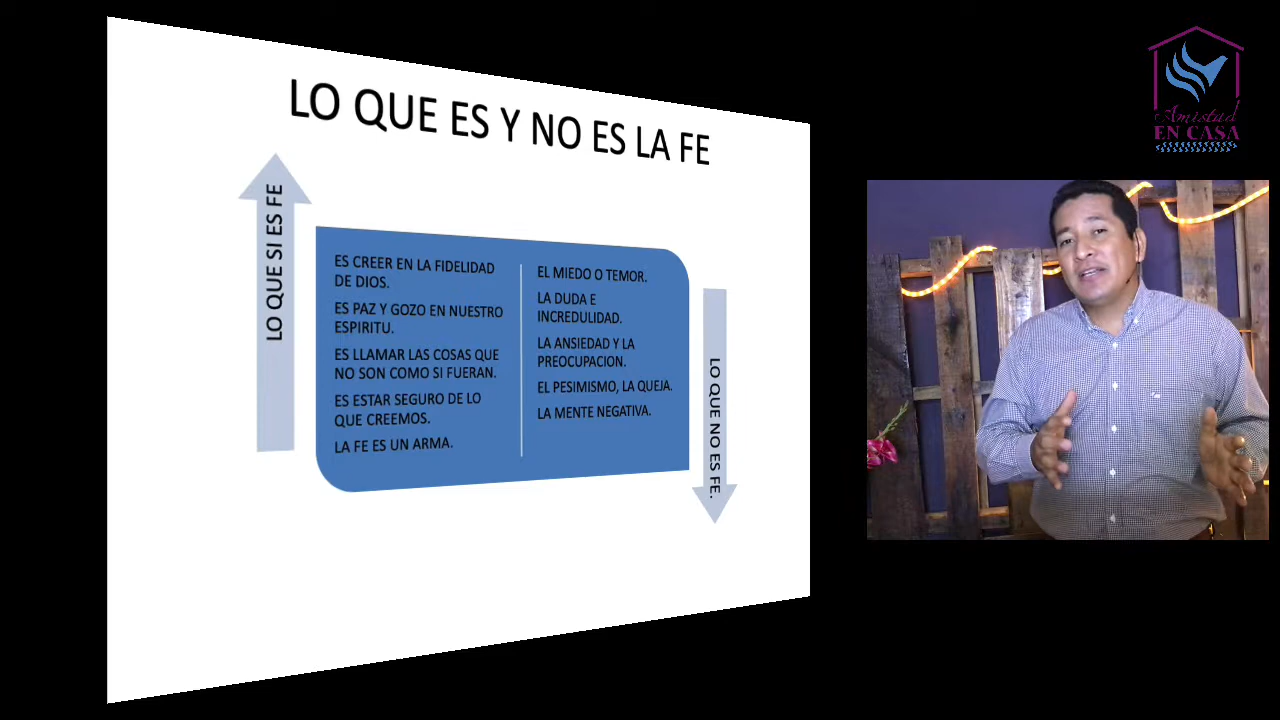 LO QUE ES Y NO ES LA FE
LO QUE SI ES FE
ES CREER EN LA FIDELIDAD
DE DIOS.
ES PAZ Y GOZO EN NUESTRO
ESPIRITU.
ES LLAMAR LAS COSAS QUE
NO SON COMO SI FUERAN.
ES ESTAR SEGURO DE LO
QUE CREEMOS.
LA FE ES UN ARMA.
EL MIEDO O TEMOR.
LA DUDA E
INCREDULIDAD.
LA ANSIEDAD Y LA
PREOCUPACION.
EL PESIMISMO, LA QUEJA.
LA MENTE NEGATIVA.
LO QUE NO ES FE.
Amistad
EN CASA